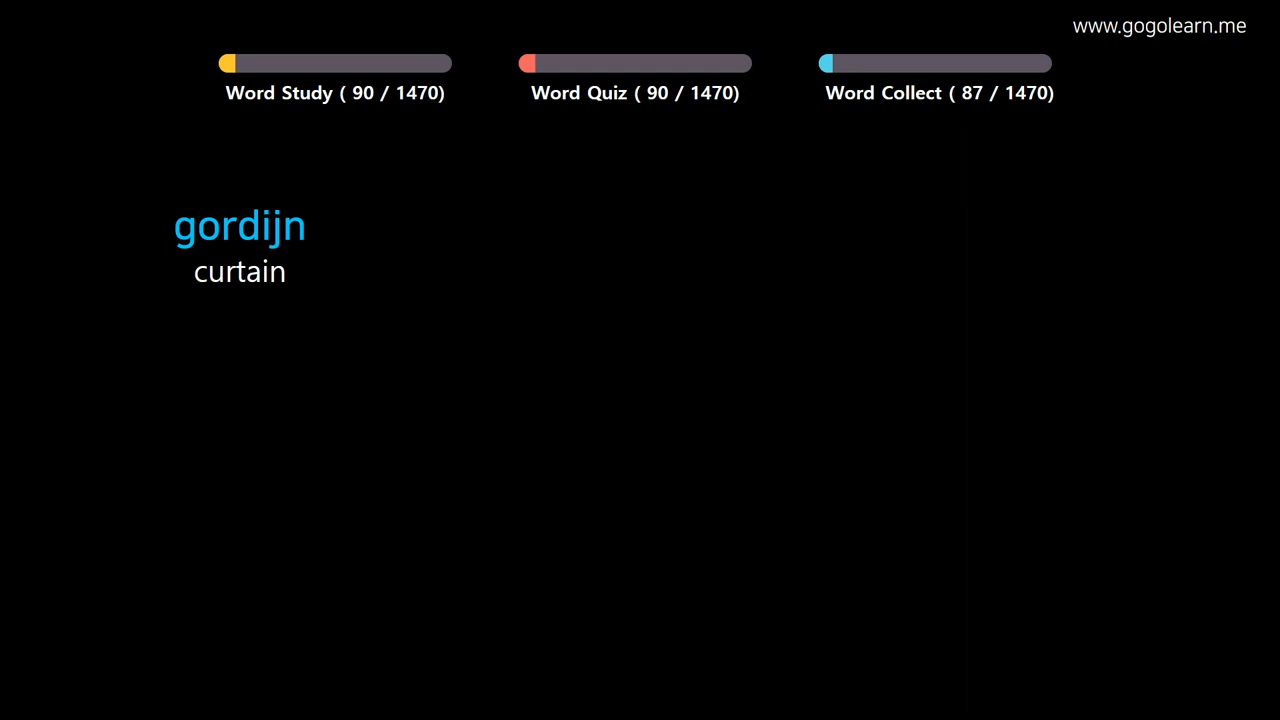 www.gogolearn.me
Word Study ( 90 / 1470)
Word Quiz ( 90 / 1470)
Word Collect ( 87 / 1470)
gordijn
curtain